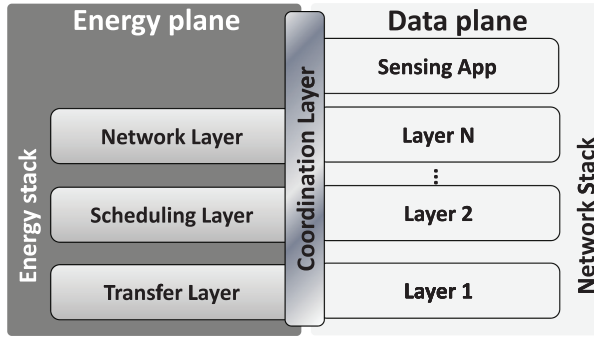 Energy plane
Data plane
Sensing App
Network Layer
Layer N
⋮
Scheduling Layer
Layer 2
Transfer Layer
Layer 1
Energy stack
Coordination Layer
Network Stack